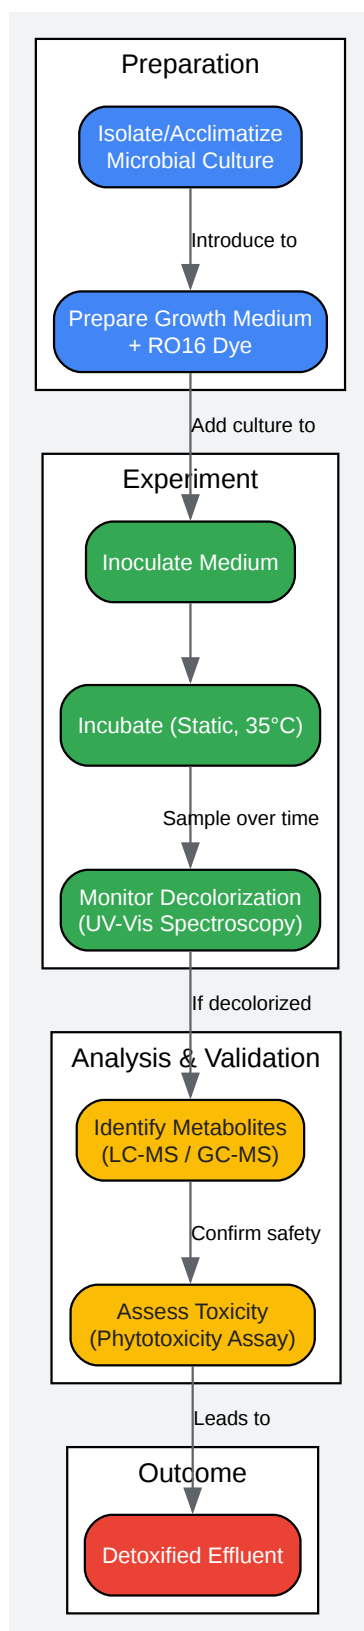 Preparation
Isolate/Acclimatize
Microbial Culture
Introduce to
Prepare Growth Medium
+ RO16 Dye
Add culture to
Experiment
Inoculate Medium
Incubate (Static, 35°C)
Sample over time
Monitor Decolorization
(UV-Vis Spectroscopy)
If decolorized
Analysis & Validation
Identify Metabolites
(LC-MS / GC-MS)
Confirm safety
Assess Toxicity
(Phytotoxicity Assay)
Leads to
Outcome
Detoxified Effluent